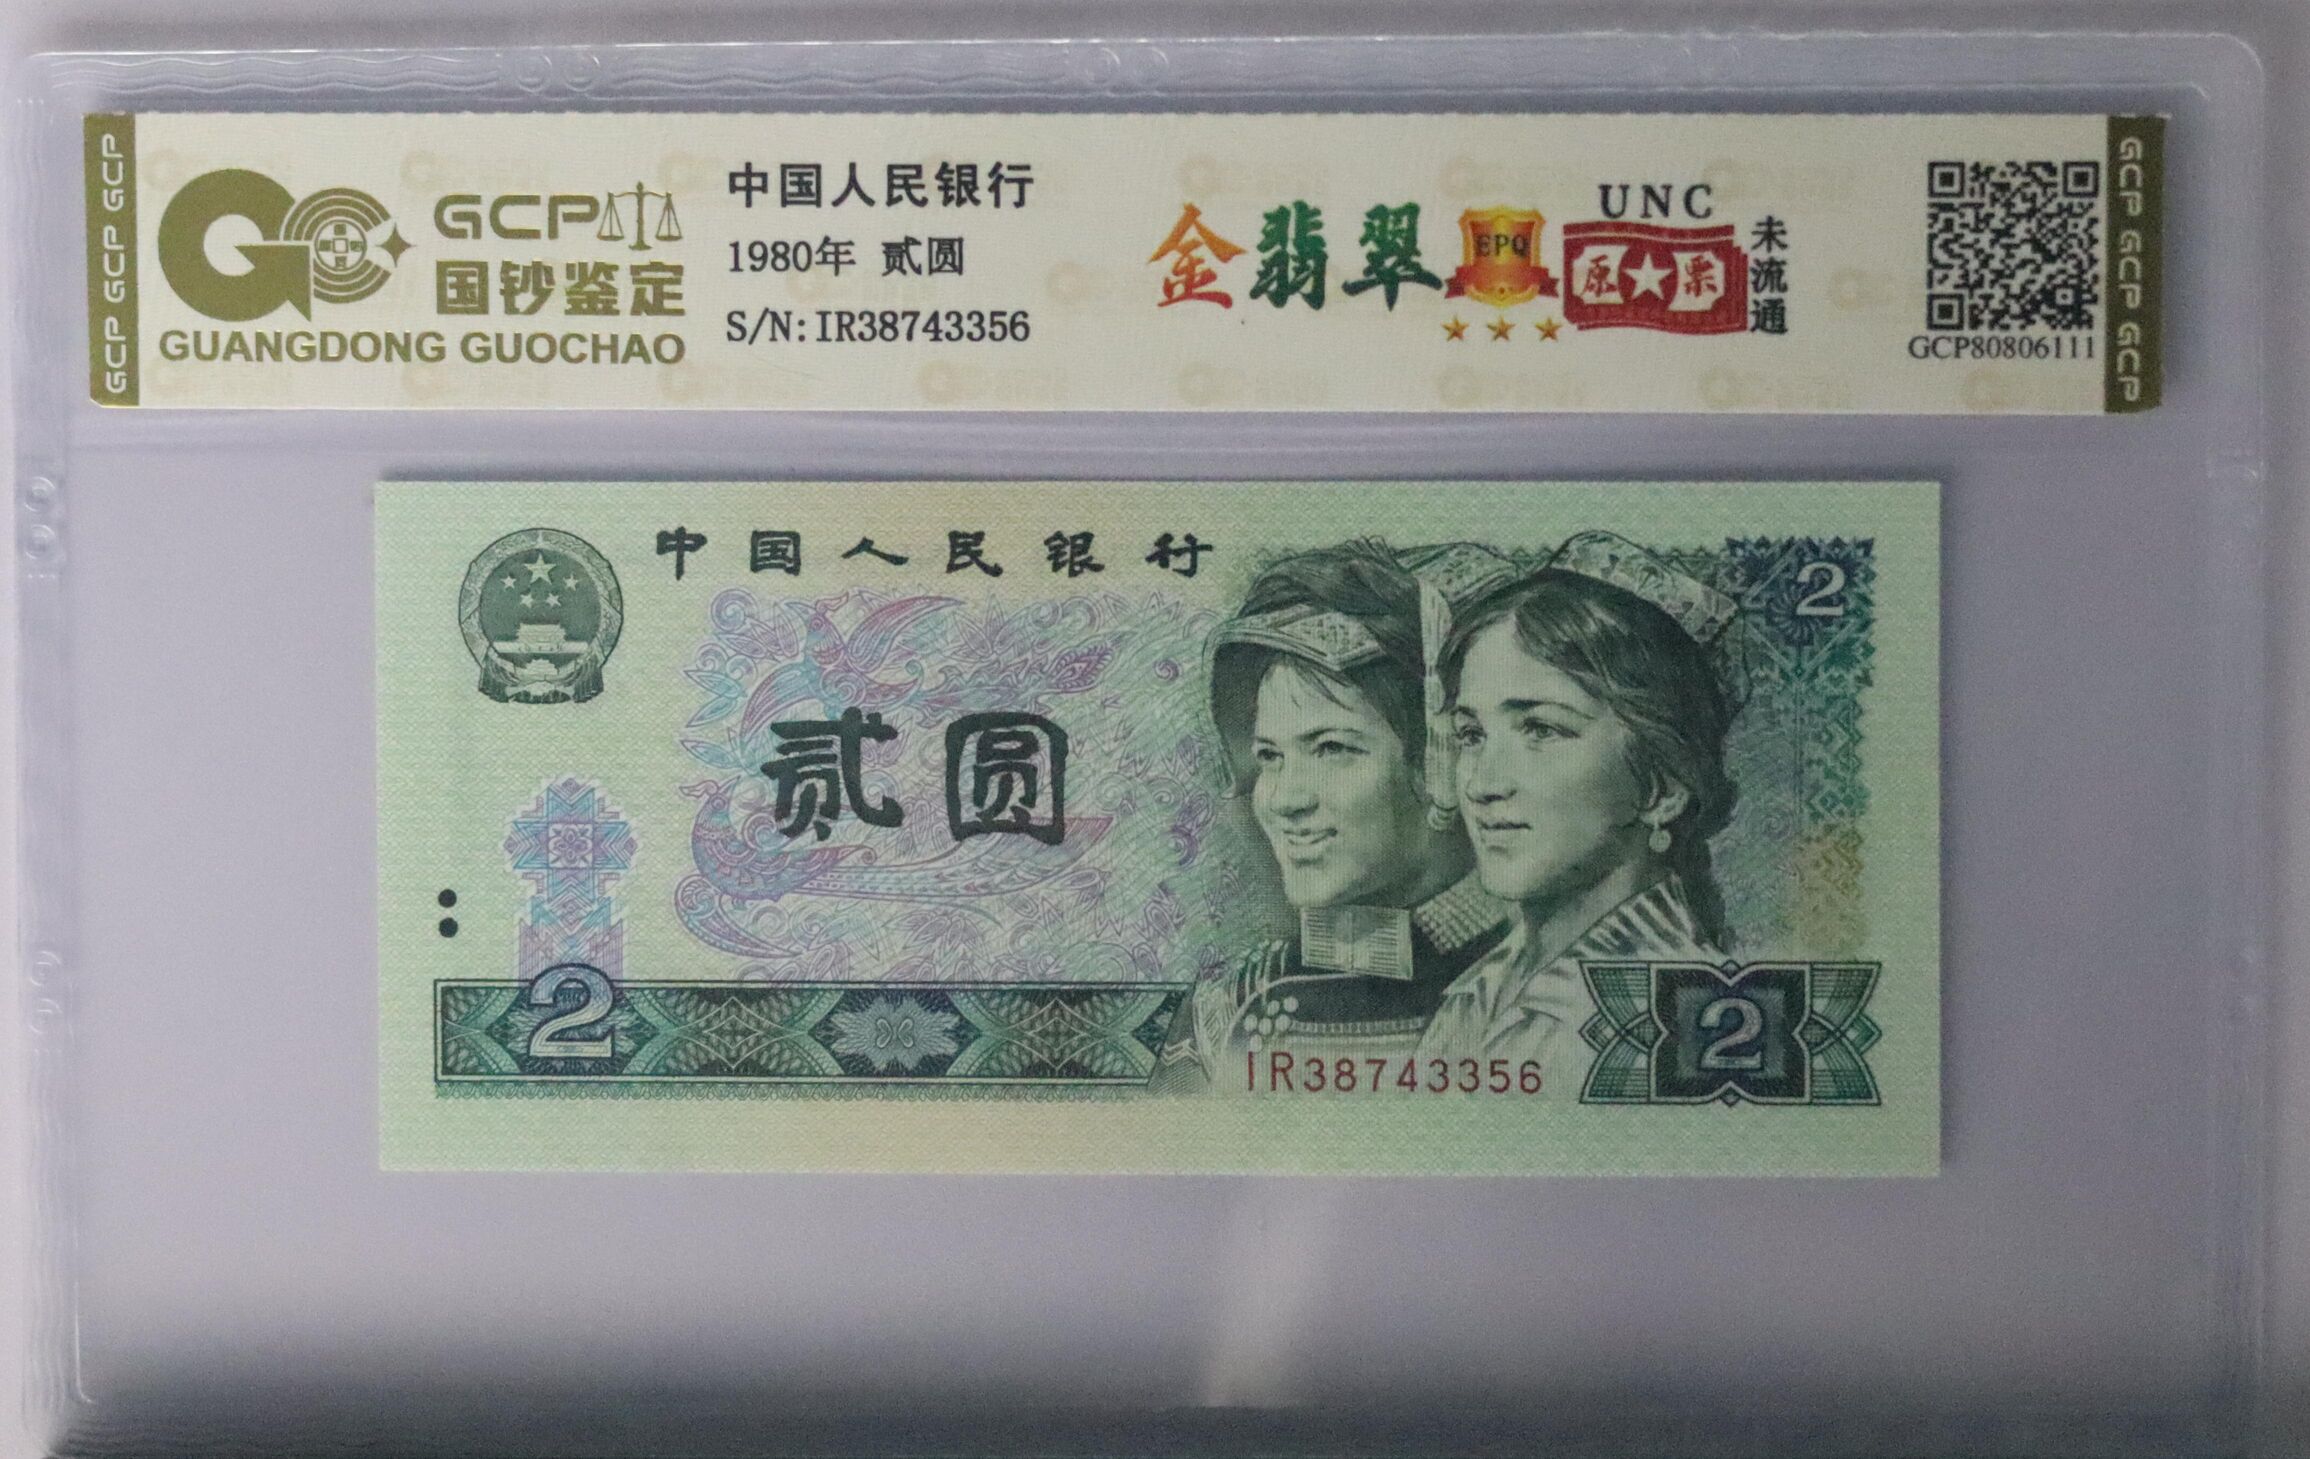 GCP GCP GCP
GCP
国钞鉴定
GUANGDONG GUOCHAO
中国人民银行
1980年 贰圆
S/N:IR38743356
金翡翠
EPQ
UNC
原★票
未流通
GCP80806111
GCP GCP GCP
中国人民银行
2
贰圆
2
2
IR38743356